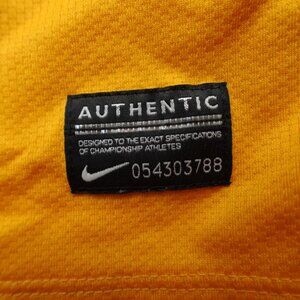 AUTHENTIC
DESIGNED TO THE EXACT SPECIFICATIONS
OF CHAMPIONSHIP ATHLETES
054303788